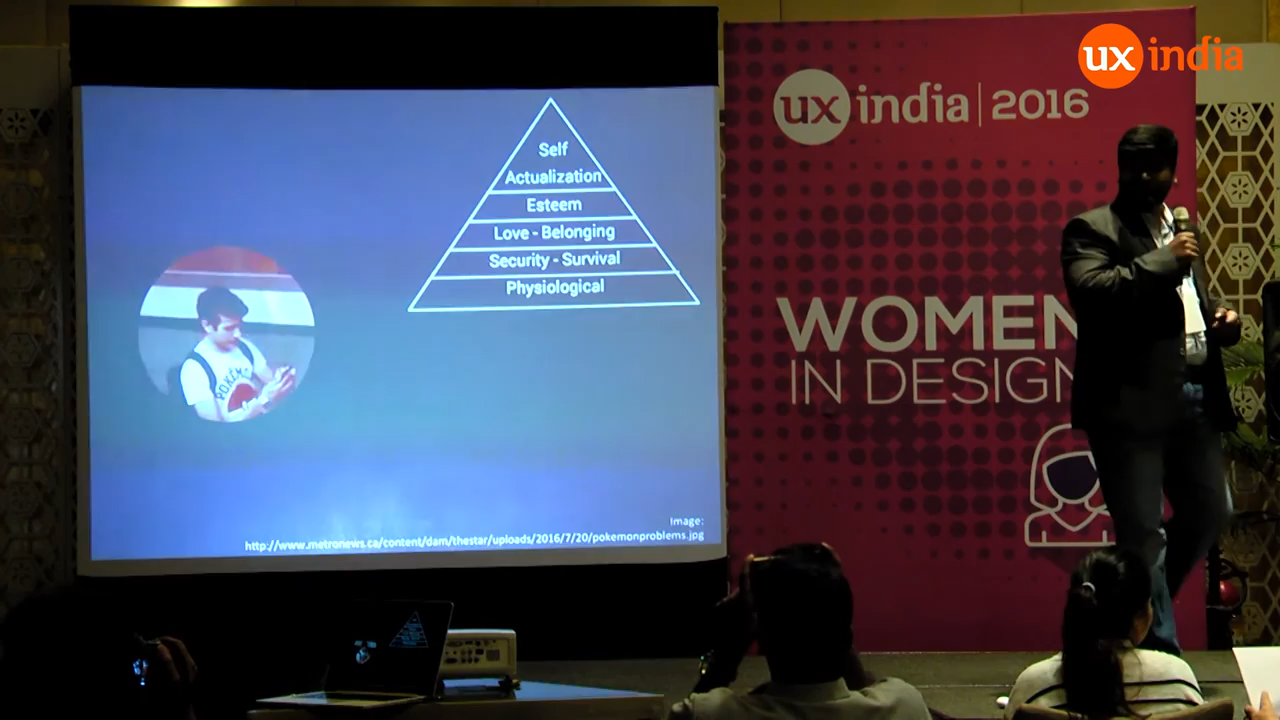 Self
Actualization
Esteem
Love - Belonging
Security - Survival
Physiological
POKÉMO
Image:
http://www.metronews.ca/content/dam/thestar/uploads/2016/7/20/pokemonproblems.jpg
ux india | 2016
WOMEN
IN DESIGN
ux india